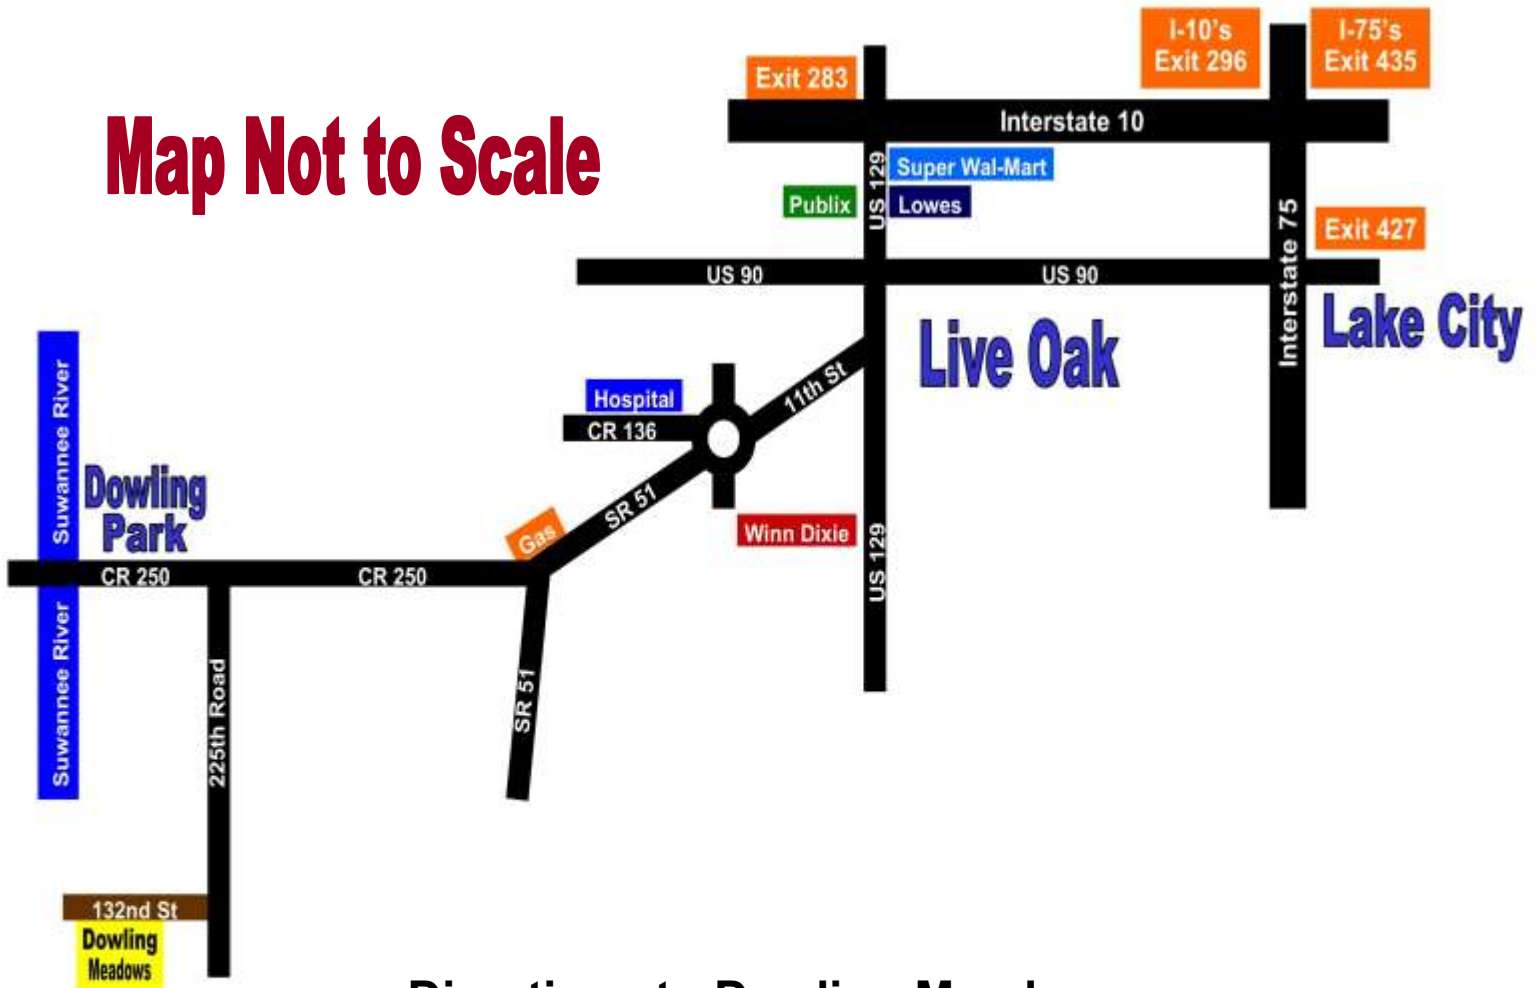 I-10's
Exit 296
I-75's
Exit 435
Exit 283
Interstate 10
Map Not to Scale
US 129
Super Wal-Mart
Publix
Lowes
Interstate 75
Exit 427
US 90
US 90
Live Oak
Lake City
Suwannee River
Hospital
CR 136
11th St
Dowling
Park
SR 51
Gas
Winn Dixie
US 129
CR 250
CR 250
Suwannee River
225th Road
SR 51
132nd St
Dowling
Meadows